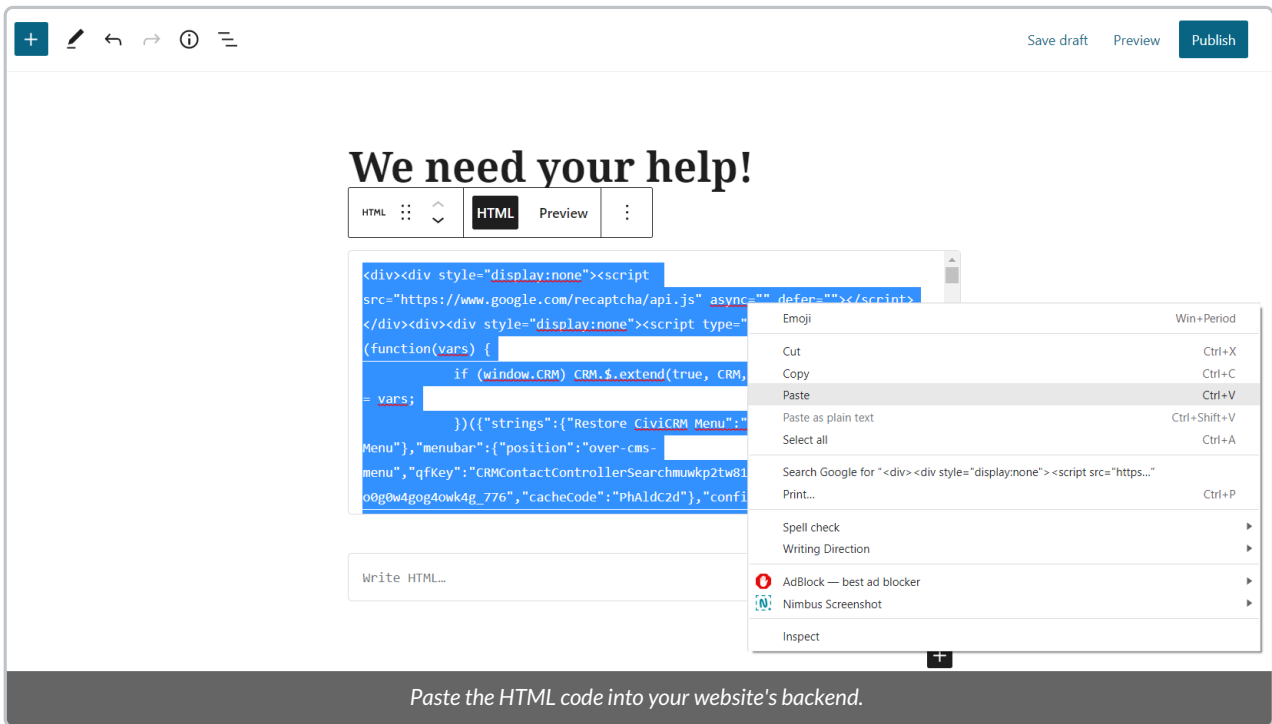 Save draft Preview Publish
We need your help!
HTML HTML Preview
<div><div style="display:none"><script
src="https://www.google.com/recaptcha/api.js" async="" defer=""></script>
</div><div><div style="display:none"><script type="
(function(vars) {
if (window.CRM) CRM.$.extend(true, CRM,
= vars;
})({"strings":{"Restore CiviCRM Menu":"
Menu"},"menubar":{"position":"over-cms-
menu","qfKey":"CRMContactControllerSearchmuwkp2tw81
o0g0w4gog4owk4g_776","cacheCode":"PhAldC2d"},"confi
Write HTML…
Emoji Win+Period
Cut Ctrl+X
Copy Ctrl+C
Paste Ctrl+V
Paste as plain text Ctrl+Shift+V
Select all Ctrl+A
Search Google for "<div><div style="display:none"><script src="https..."
Print... Ctrl+P
Spell check
Writing Direction
AdBlock — best ad blocker
Nimbus Screenshot
Inspect
Paste the HTML code into your website's backend.